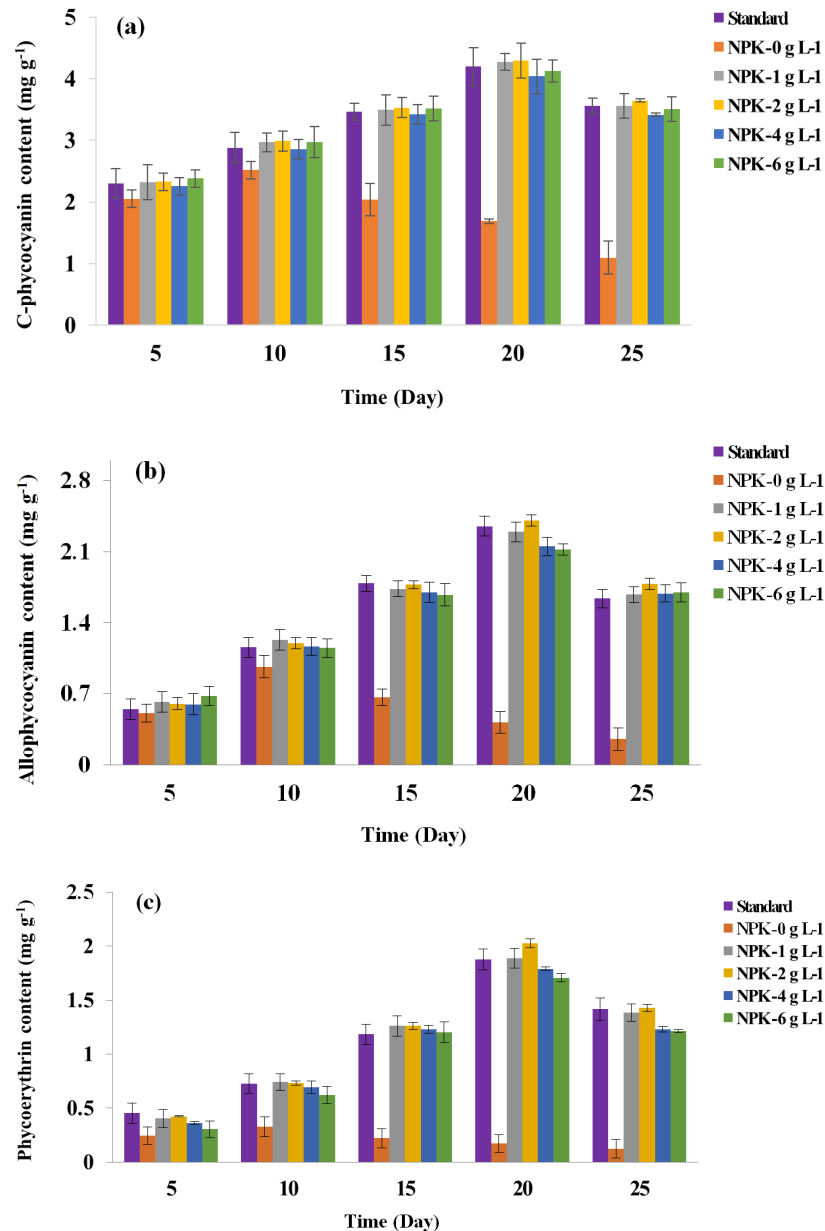 (a)
C-phycocyanin content (mg g⁻¹)
5
4
3
2
1
0
5 10 15 20 25
Time (Day)
Standard
NPK-0 g L-1
NPK-1 g L-1
NPK-2 g L-1
NPK-4 g L-1
NPK-6 g L-1
(b)
Allophycocyanin content (mg g⁻¹)
2.8
2.1
1.4
0.7
0
5 10 15 20 25
Time (Day)
Standard
NPK-0 g L-1
NPK-1 g L-1
NPK-2 g L-1
NPK-4 g L-1
NPK-6 g L-1
(c)
Phycoerythrin content (mg g⁻¹)
2.5
2
1.5
1
0.5
0
5 10 15 20 25
Time (Day)
Standard
NPK-0 g L-1
NPK-1 g L-1
NPK-2 g L-1
NPK-4 g L-1
NPK-6 g L-1